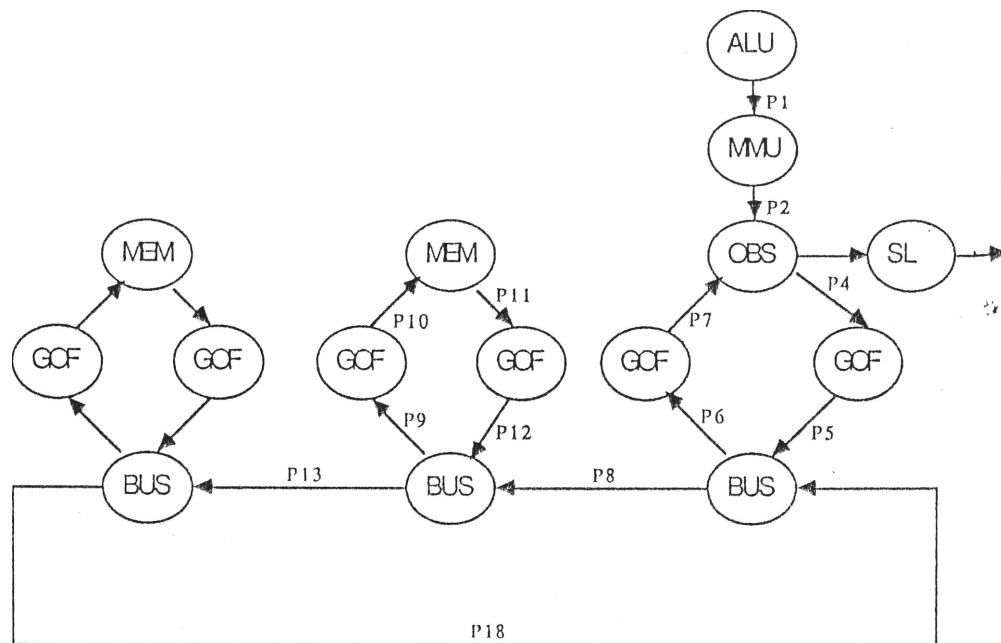 ALU
P1
MMU
P2
MEM
MEM
OBS
SL
P11
P4
P10
P7
GCF
GCF
GCF
GCF
GCF
GCF
P9
P12
P6
P5
BUS
P13
BUS
P8
BUS
P18